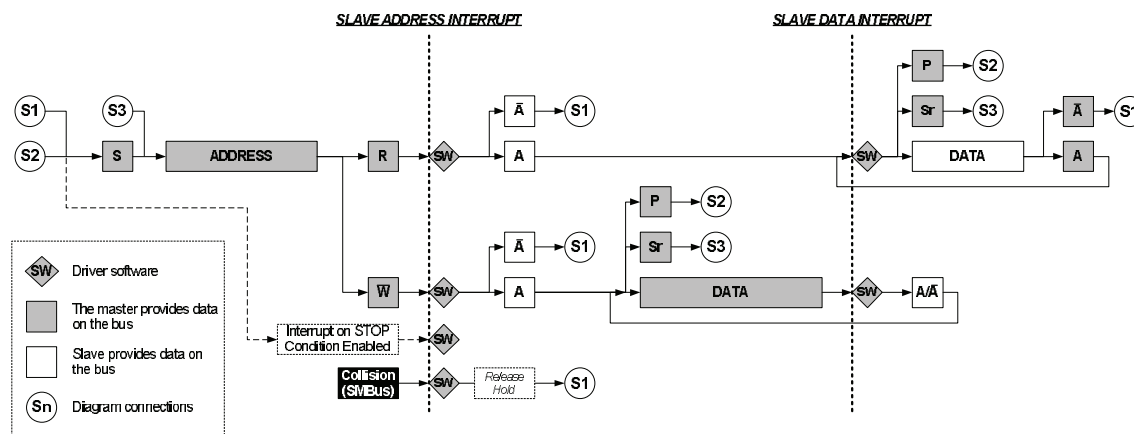 SLAVE ADDRESS INTERRUPT
SLAVE DATA INTERRUPT
P
S2
S1
S3
A̅
S1
Sr
S3
A̅
S1
S2
S
ADDRESS
R
SW
A
SW
DATA
A
P
S2
A̅
S1
Sr
S3
W̅
SW
A
DATA
SW
A/A̅
SW
Driver software
The master provides data
on the bus
Slave provides data on
the bus
Sn
Diagram connections
Interrupt on STOP
Condition Enabled
SW
Collision
(SMBus)
SW
Release
Hold
S1